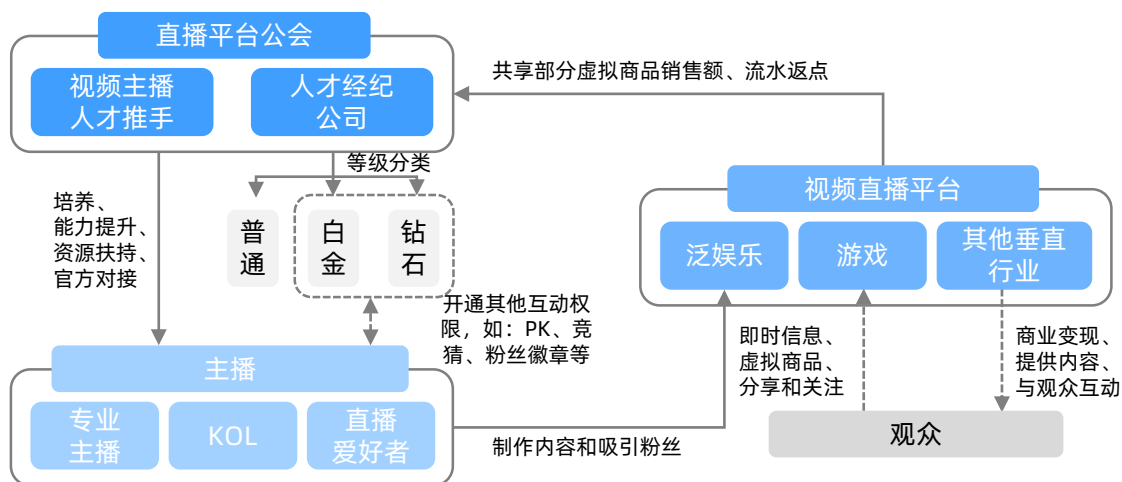 直播平台公会
视频主播
人才推手
人才经纪
公司
共享部分虚拟商品销售额、流水返点
等级分类
培养、
能力提升、
资源扶持、
官方对接
普
通
白
金
钻
石
开通其他互动权
限，如：PK、竞
猜、粉丝徽章等
视频直播平台
泛娱乐
游戏
其他垂直
行业
即时信息、
虚拟商品、
分享和关注
商业变现、
提供内容、
与观众互动
主播
专业
主播
KOL
直播
爱好者
制作内容和吸引粉丝
观众